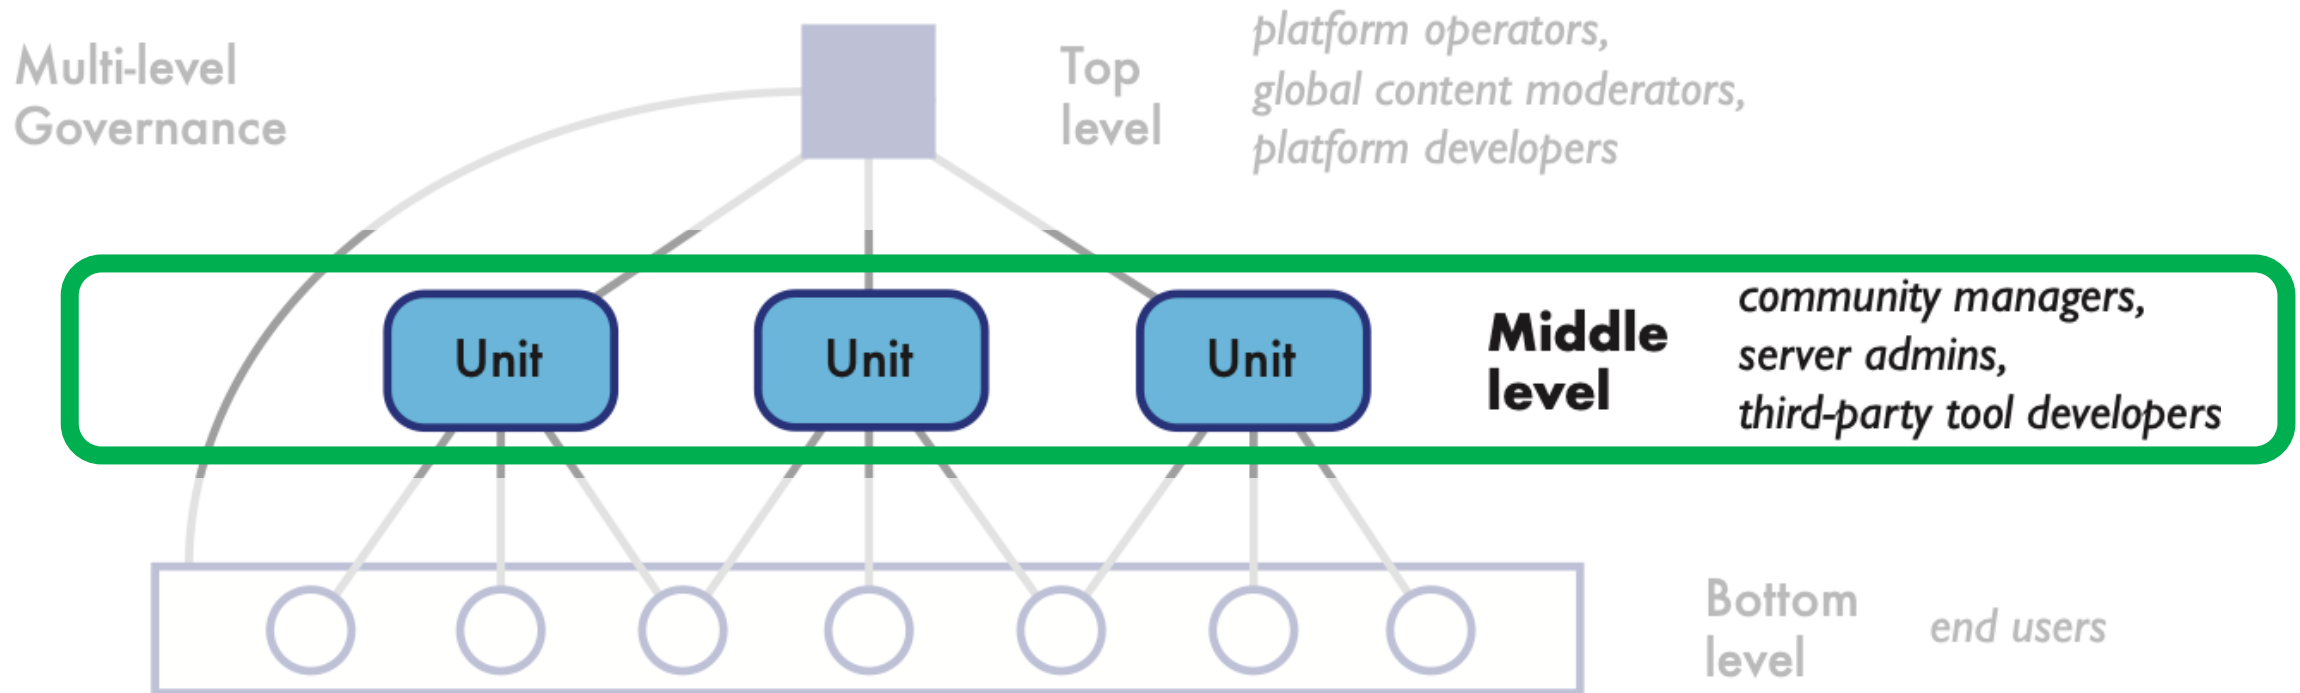 Multi-level
Governance
Top
level
platform operators,
global content moderators,
platform developers
Unit
Unit
Unit
Middle
level
community managers,
server admins,
third-party tool developers
Bottom
level
end users